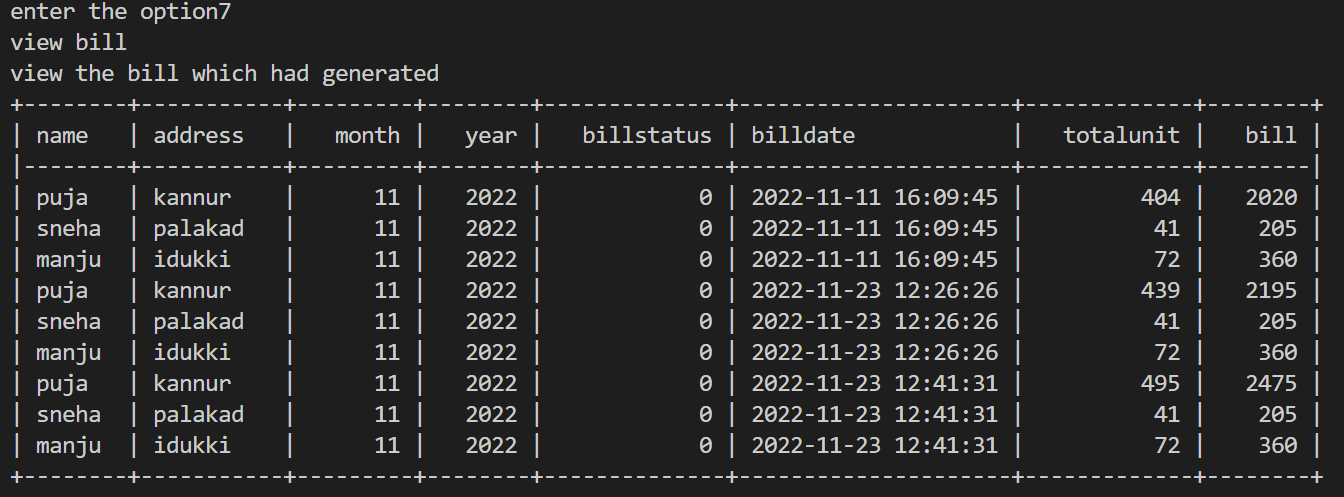 enter the option7
view bill
view the bill which had generated
+--------+-----------+---------+--------+--------------+---------------------+-------------+--------+
| name   | address   |   month |   year |   billstatus | billdate            |   totalunit |   bill |
|--------+-----------+---------+--------+--------------+---------------------+-------------+--------|
| puja   | kannur    |      11 |   2022 |            0 | 2022-11-11 16:09:45 |         404 |   2020 |
| sneha  | palakad   |      11 |   2022 |            0 | 2022-11-11 16:09:45 |          41 |    205 |
| manju  | idukki    |      11 |   2022 |            0 | 2022-11-11 16:09:45 |          72 |    360 |
| puja   | kannur    |      11 |   2022 |            0 | 2022-11-23 12:26:26 |         439 |   2195 |
| sneha  | palakad   |      11 |   2022 |            0 | 2022-11-23 12:26:26 |          41 |    205 |
| manju  | idukki    |      11 |   2022 |            0 | 2022-11-23 12:26:26 |          72 |    360 |
| puja   | kannur    |      11 |   2022 |            0 | 2022-11-23 12:41:31 |         495 |   2475 |
| sneha  | palakad   |      11 |   2022 |            0 | 2022-11-23 12:41:31 |          41 |    205 |
| manju  | idukki    |      11 |   2022 |            0 | 2022-11-23 12:41:31 |          72 |    360 |
+--------+-----------+---------+--------+--------------+---------------------+-------------+--------+